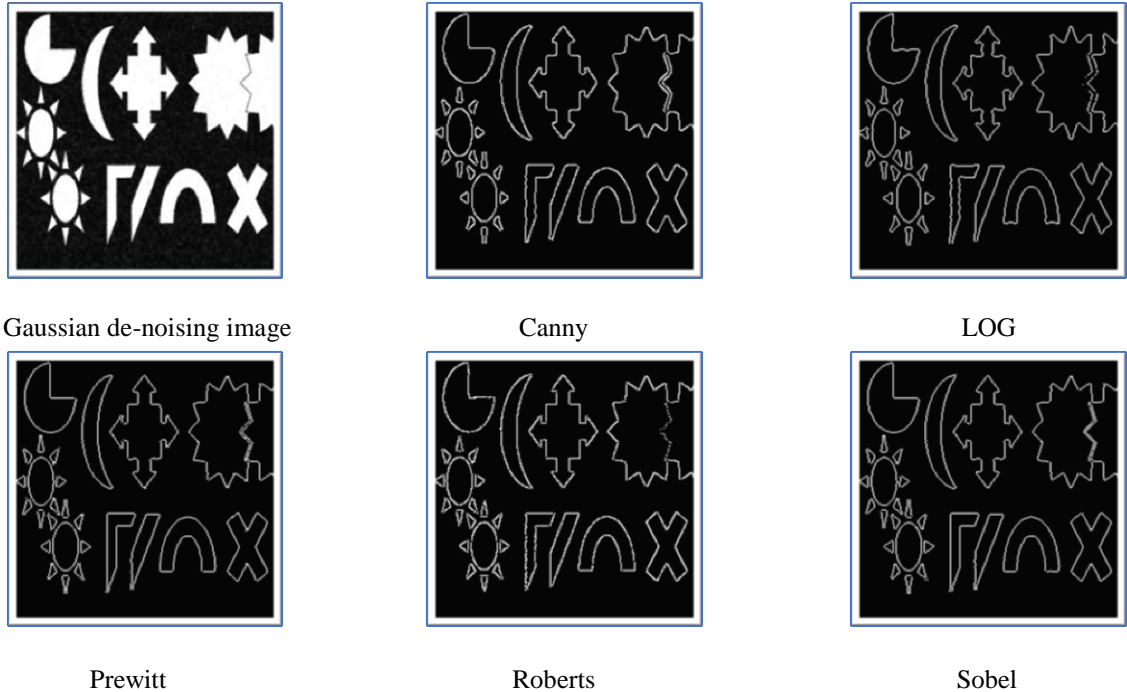 Gaussian de-noising image
Canny
LOG
Prewitt
Roberts
Sobel